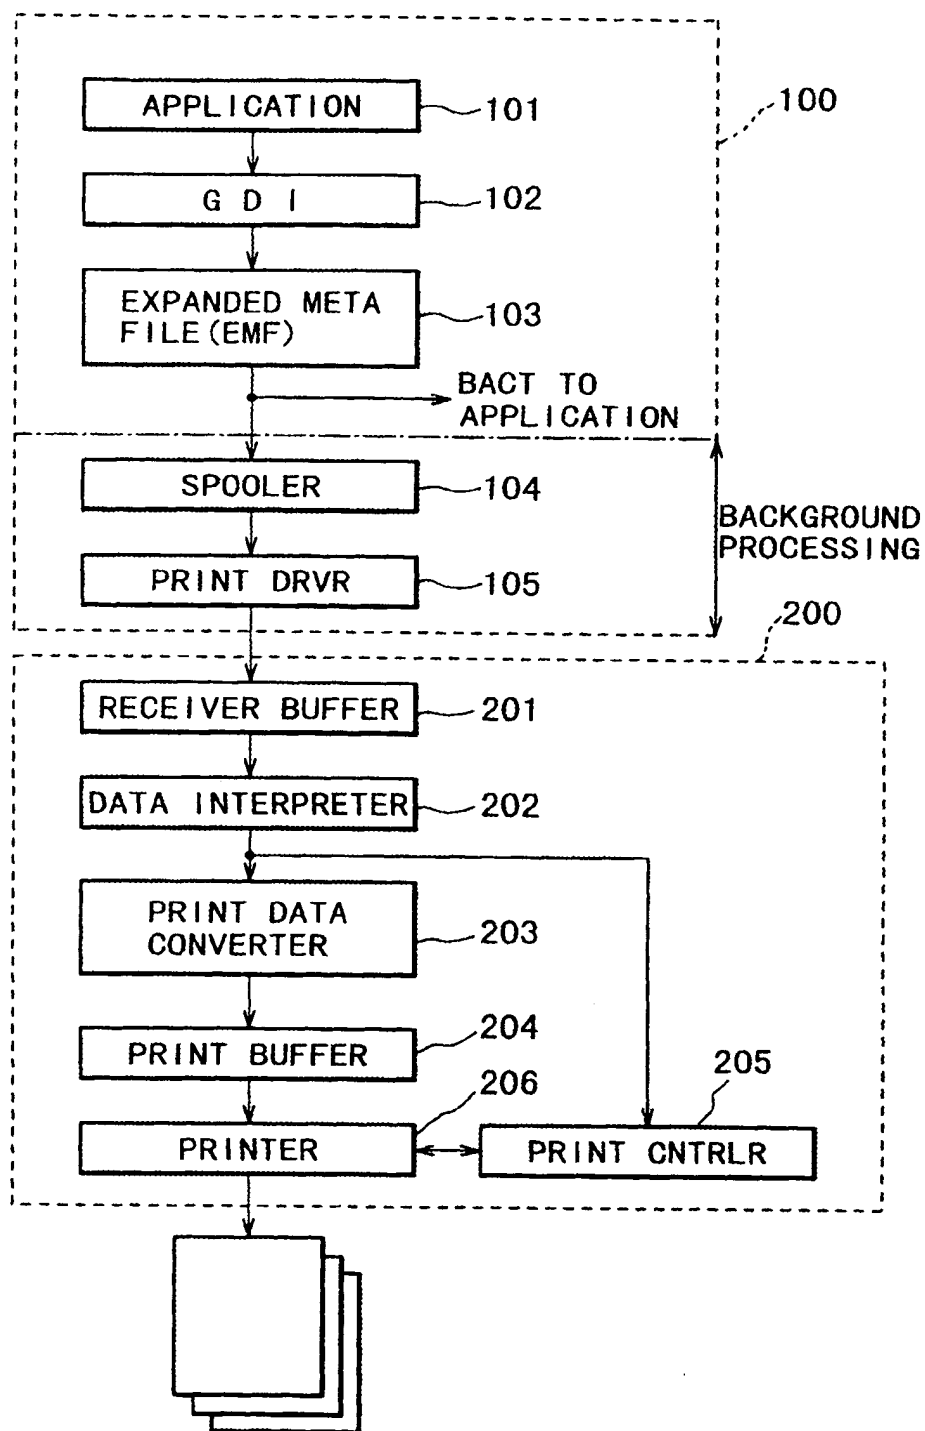 APPLICATION
101
100
G D I
102
EXPANDED META
FILE(EMF)
103
BACT TO
APPLICATION
SPOOLER
104
BACKGROUND
PROCESSING
PRINT DRVR
105
200
RECEIVER BUFFER
201
DATA INTERPRETER
202
PRINT DATA
CONVERTER
203
PRINT BUFFER
204
206
205
PRINTER
PRINT CNTRLR